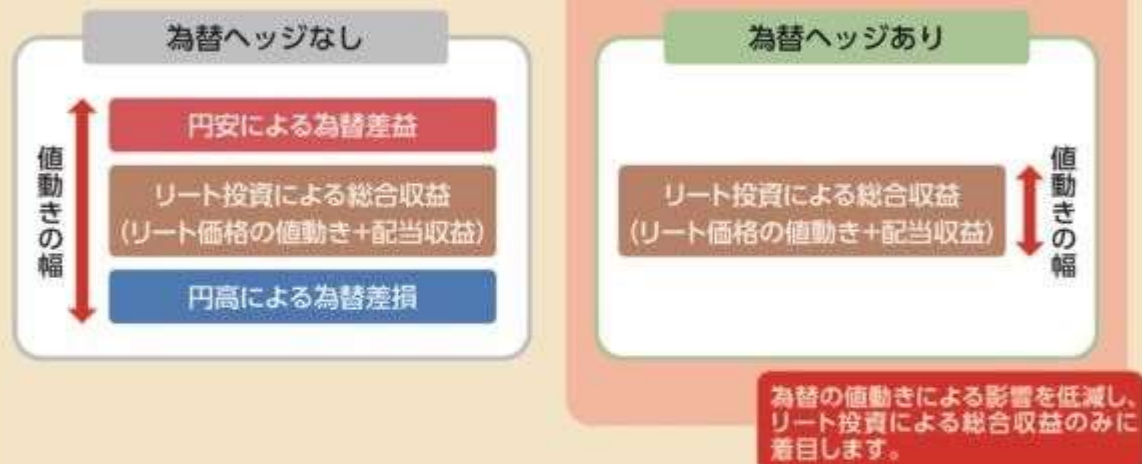 為替ヘッジなし
値動きの幅
円安による為替差益
リート投資による総合収益
(リート価格の値動き+配当収益)
円高による為替差損
為替ヘッジあり
リート投資による総合収益
(リート価格の値動き+配当収益)
値動きの幅
為替の値動きによる影響を低減し、
リート投資による総合収益のみに
着目します。